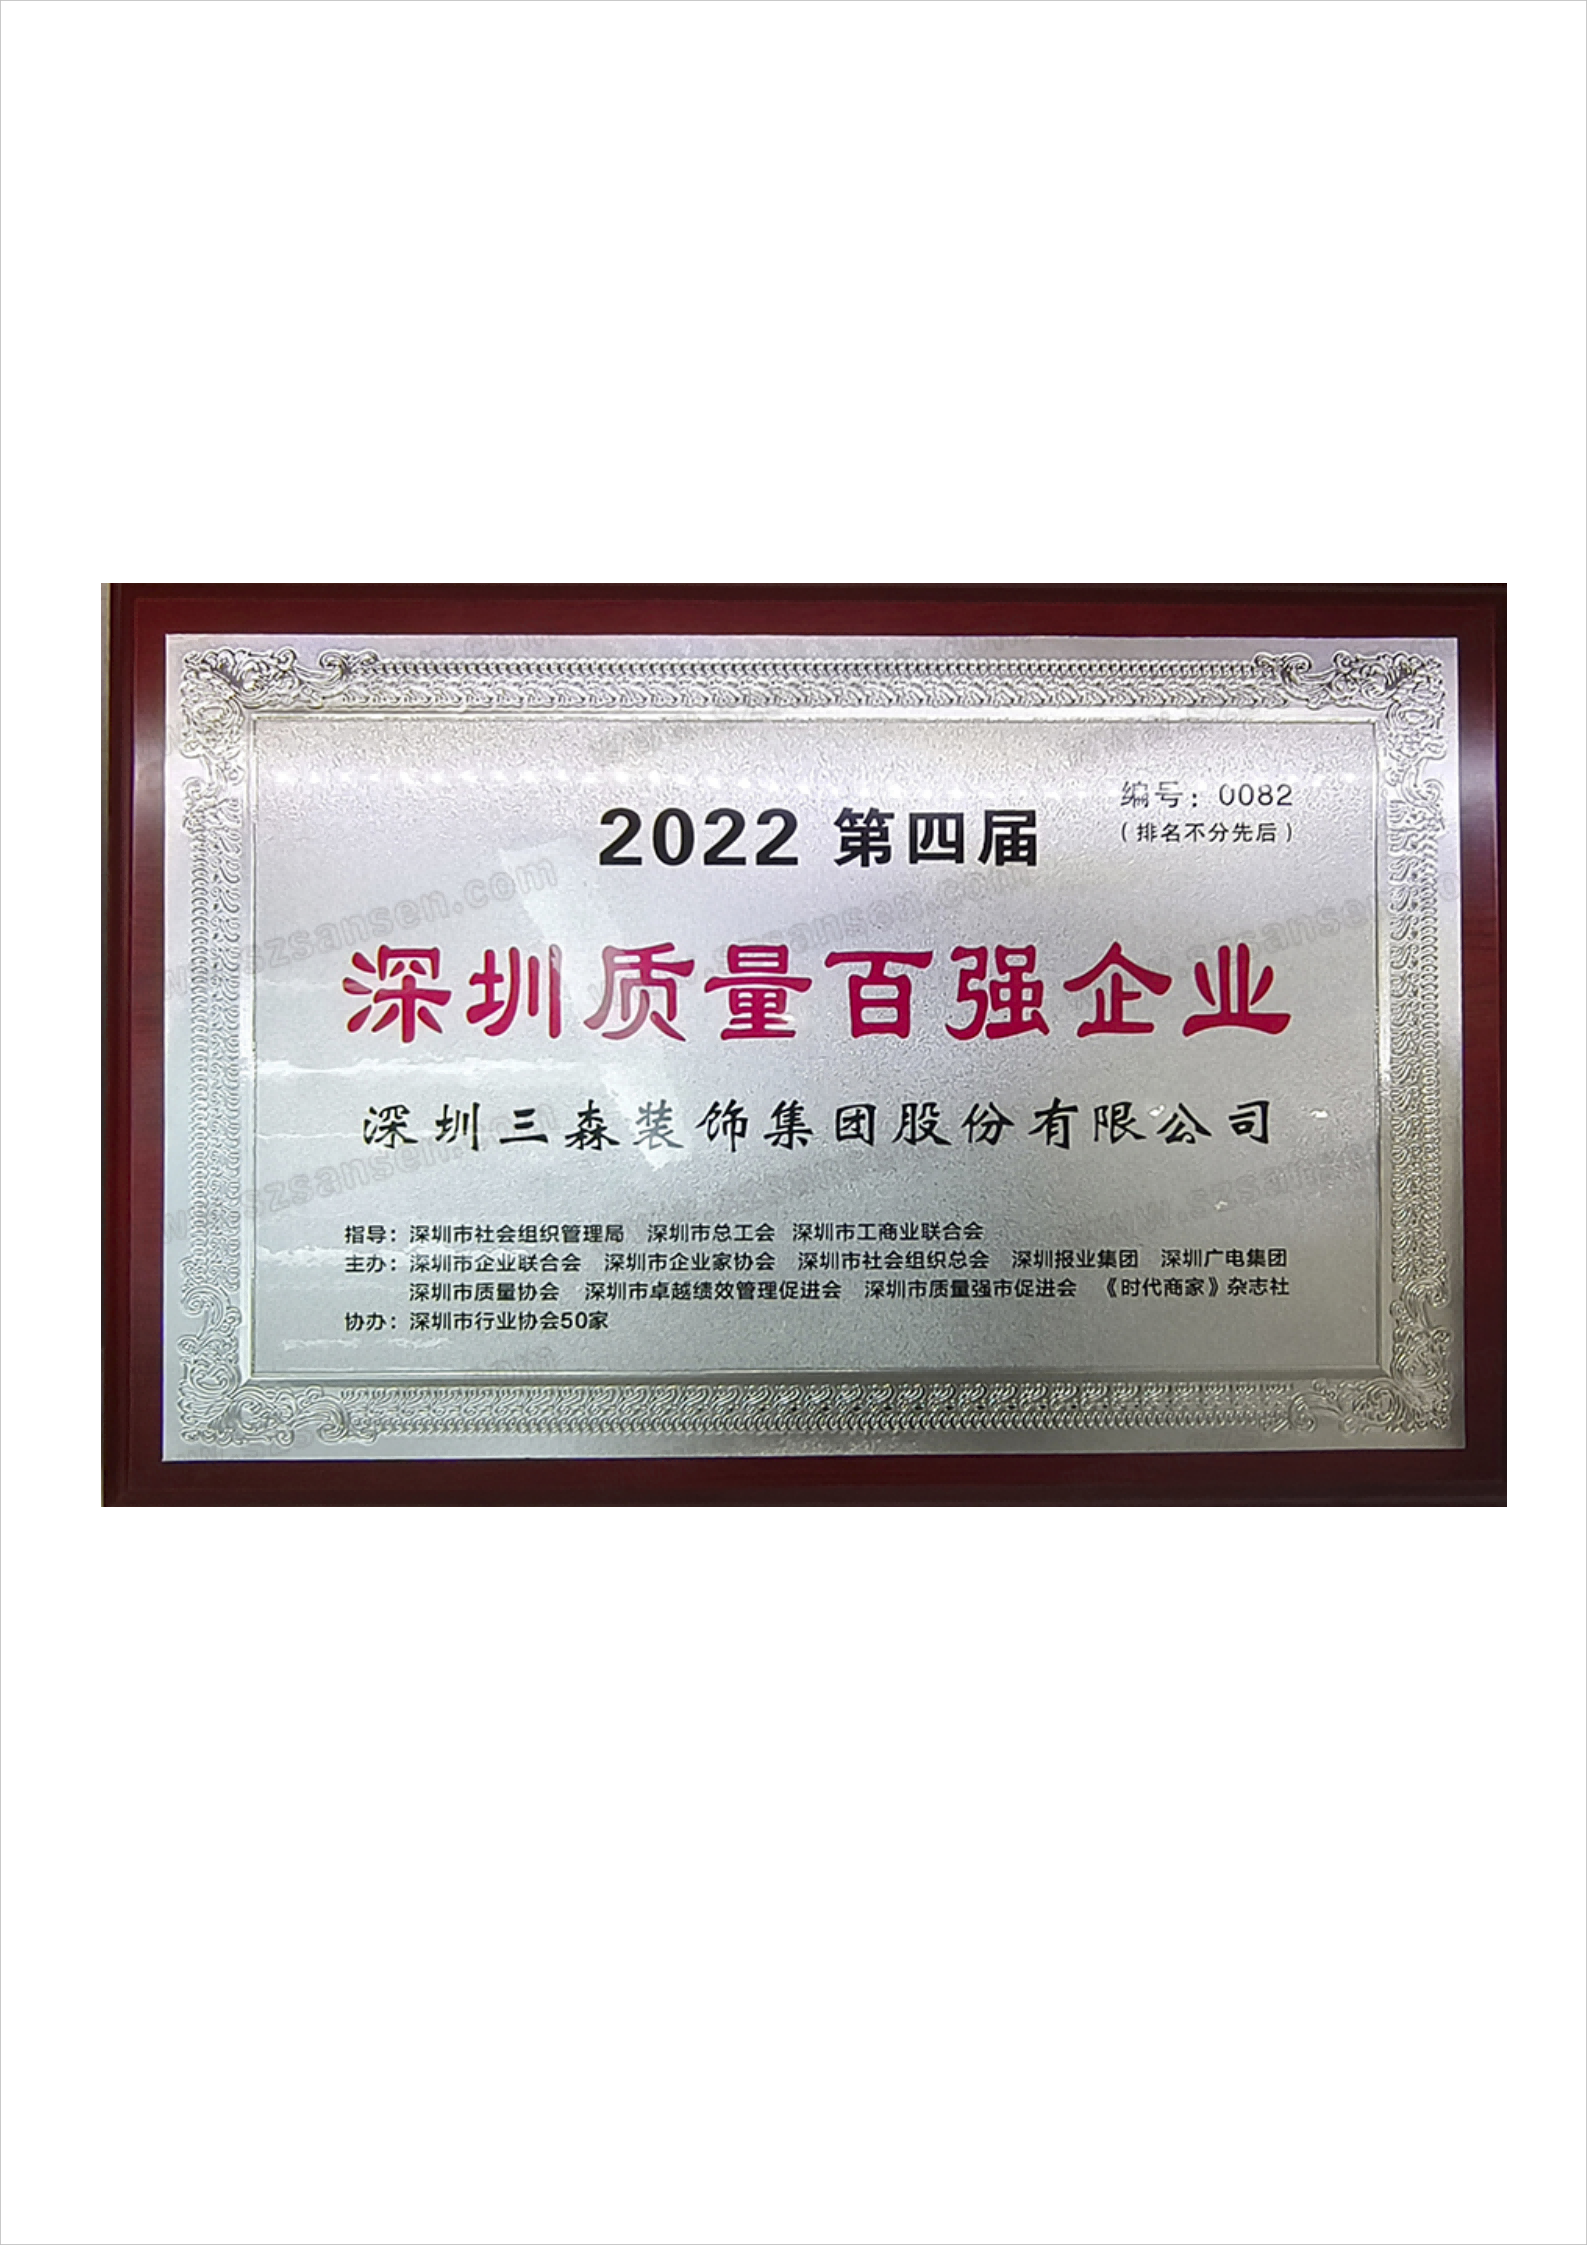 编号：0082
2022 第四届
（排名不分先后）
深圳质量百强企业
深圳三森装饰集团股份有限公司
指导：深圳市社会组织管理局 深圳市总工会 深圳市工商业联合会
主办：深圳市企业联合会 深圳市企业家协会 深圳市社会组织总会 深圳报业集团 深圳广电集团
深圳市质量协会 深圳市卓越绩效管理促进会 深圳市质量强市促进会 《时代商家》杂志社
协办：深圳市行业协会50家
www.szsansen.com